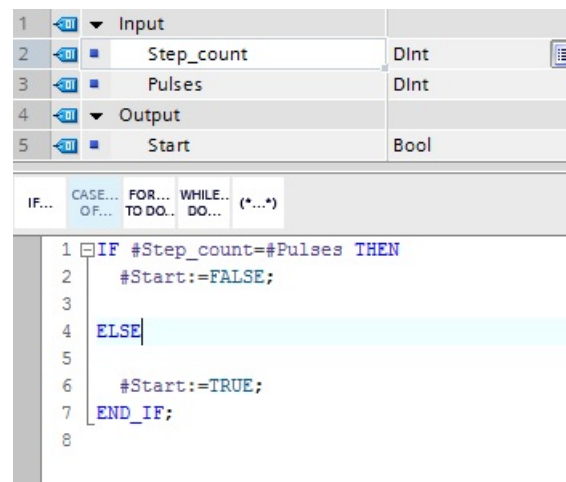 1 Input
2 Step_count DInt
3 Pulses DInt
4 Output
5 Start Bool
IF... CASE... OF... FOR... TO DO.. WHILE.. DO... (*...*)
1 IF #Step_count=#Pulses THEN
2 #Start:=FALSE;
3
4 ELSE
5
6 #Start:=TRUE;
7 END_IF;
8